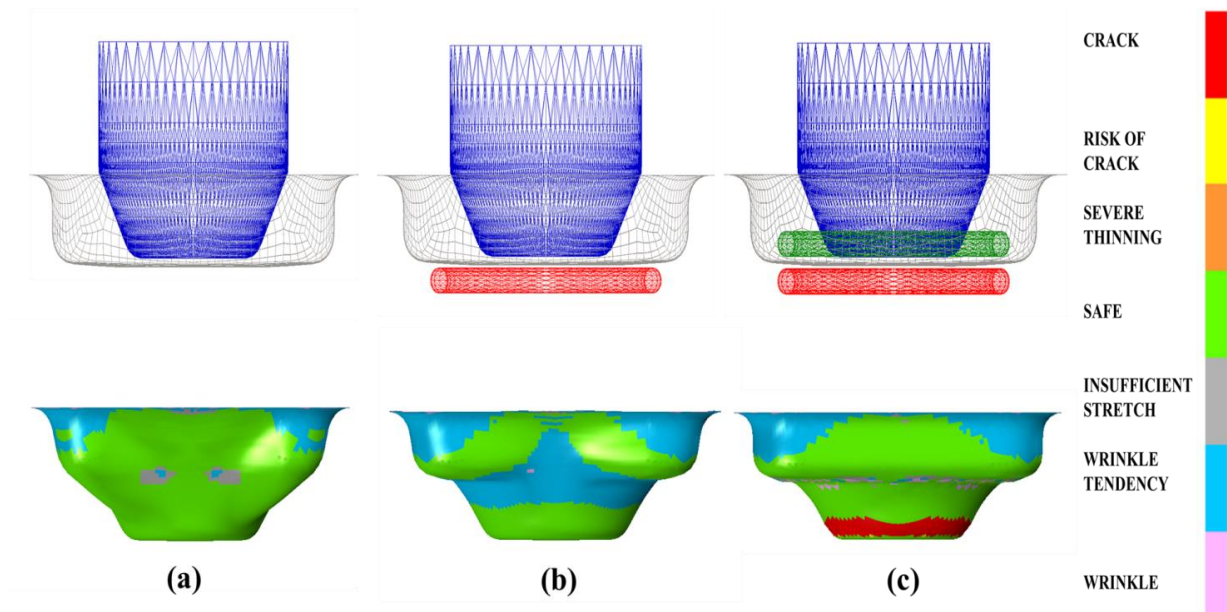 CRACK
RISK OF
CRACK
SEVERE
THINNING
SAFE
INSUFFICIENT
STRETCH
WRINKLE
TENDENCY
WRINKLE
(a)
(b)
(c)